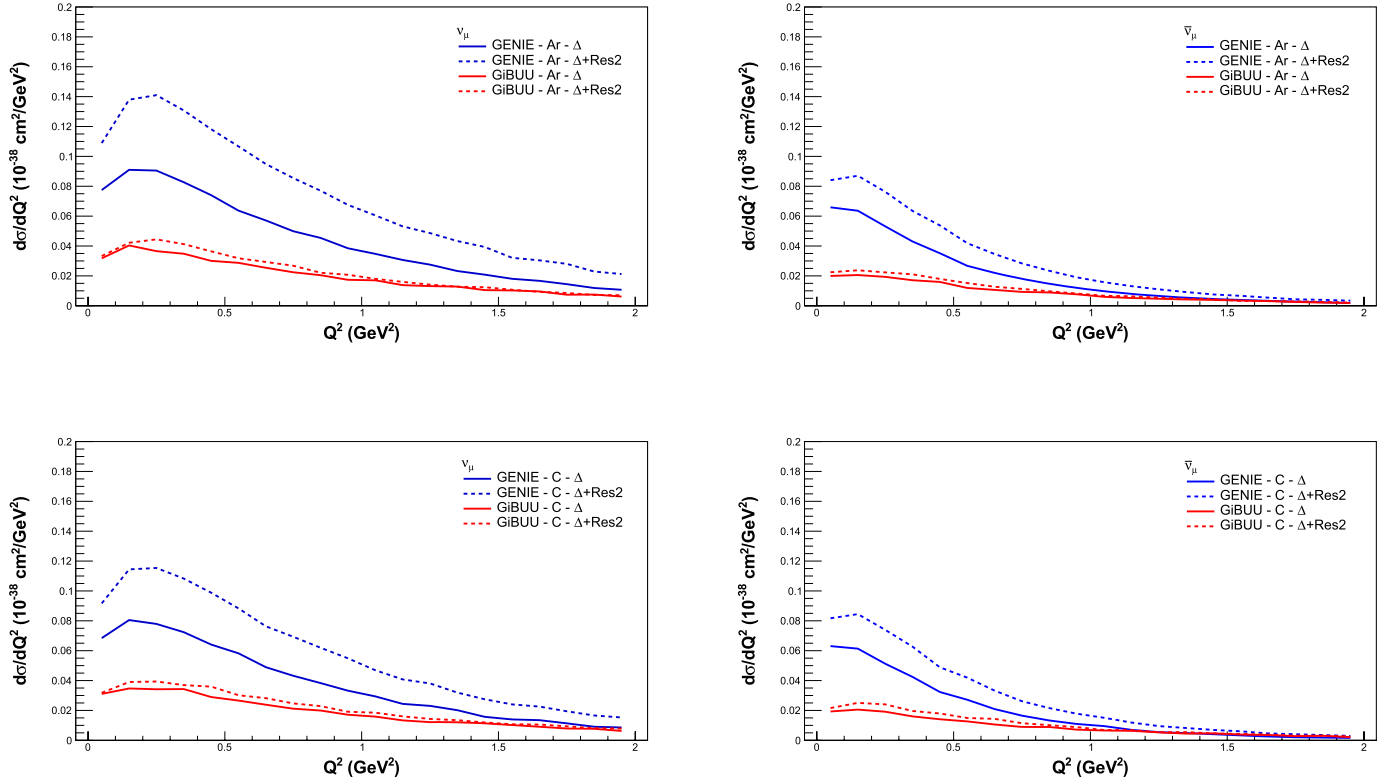 0.2
0.18
0.16
0.14
0.12
0.1
0.08
0.06
0.04
0.02
0
dσ/dQ² (10⁻³⁸ cm²/GeV²)
ν_μ
GENIE - Ar - Δ
GENIE - Ar - Δ+Res2
GiBUU - Ar - Δ
GiBUU - Ar - Δ+Res2
0 0.5 1 1.5 2
Q² (GeV²)
0.2
0.18
0.16
0.14
0.12
0.1
0.08
0.06
0.04
0.02
0
dσ/dQ² (10⁻³⁸ cm²/GeV²)
ν̅_μ
GENIE - Ar - Δ
GENIE - Ar - Δ+Res2
GiBUU - Ar - Δ
GiBUU - Ar - Δ+Res2
0 0.5 1 1.5 2
Q² (GeV²)
0.2
0.18
0.16
0.14
0.12
0.1
0.08
0.06
0.04
0.02
0
dσ/dQ² (10⁻³⁸ cm²/GeV²)
ν_μ
GENIE - C - Δ
GENIE - C - Δ+Res2
GiBUU - C - Δ
GiBUU - C - Δ+Res2
0 0.5 1 1.5 2
Q² (GeV²)
0.2
0.18
0.16
0.14
0.12
0.1
0.08
0.06
0.04
0.02
0
dσ/dQ² (10⁻³⁸ cm²/GeV²)
ν̅_μ
GENIE - C - Δ
GENIE - C - Δ+Res2
GiBUU - C - Δ
GiBUU - C - Δ+Res2
0 0.5 1 1.5 2
Q² (GeV²)